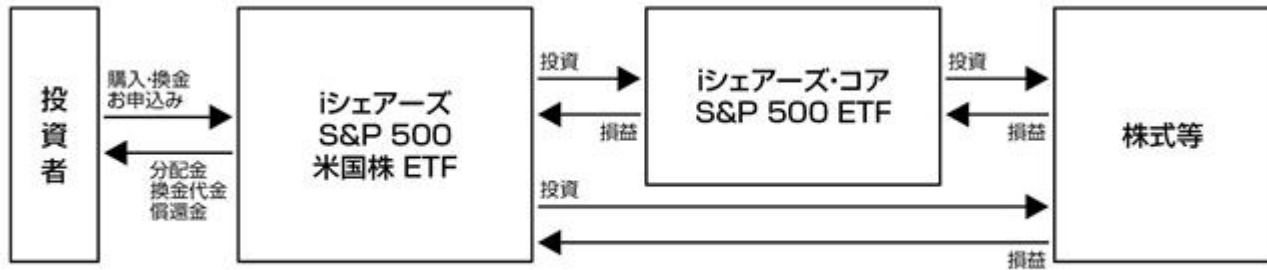 投資者
購入・換金
お申込み
分配金
換金代金
償還金
iシェアーズ
S&P 500
米国株 ETF
投資
損益
iシェアーズ・コア
S&P 500 ETF
投資
損益
投資
損益
株式等